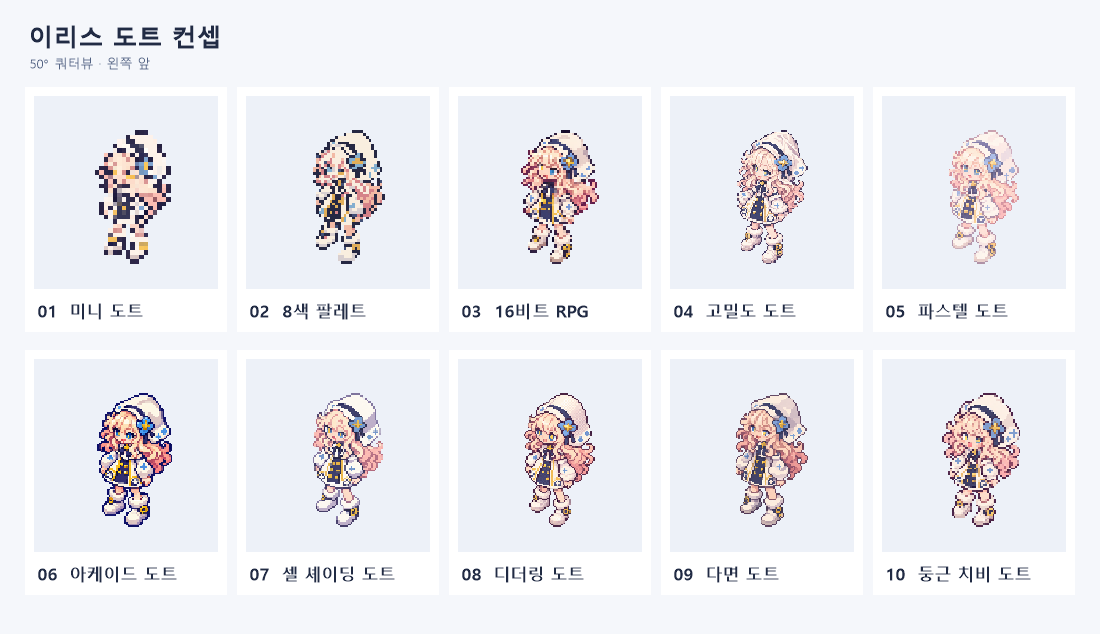 이리스 도트 컨셉
50° 쿼터뷰 · 왼쪽 앞
01 미니 도트
02 8색 팔레트
03 16비트 RPG
04 고밀도 도트
05 파스텔 도트
06 아케이드 도트
07 셀 셰이딩 도트
08 디더링 도트
09 다면 도트
10 둥근 치비 도트